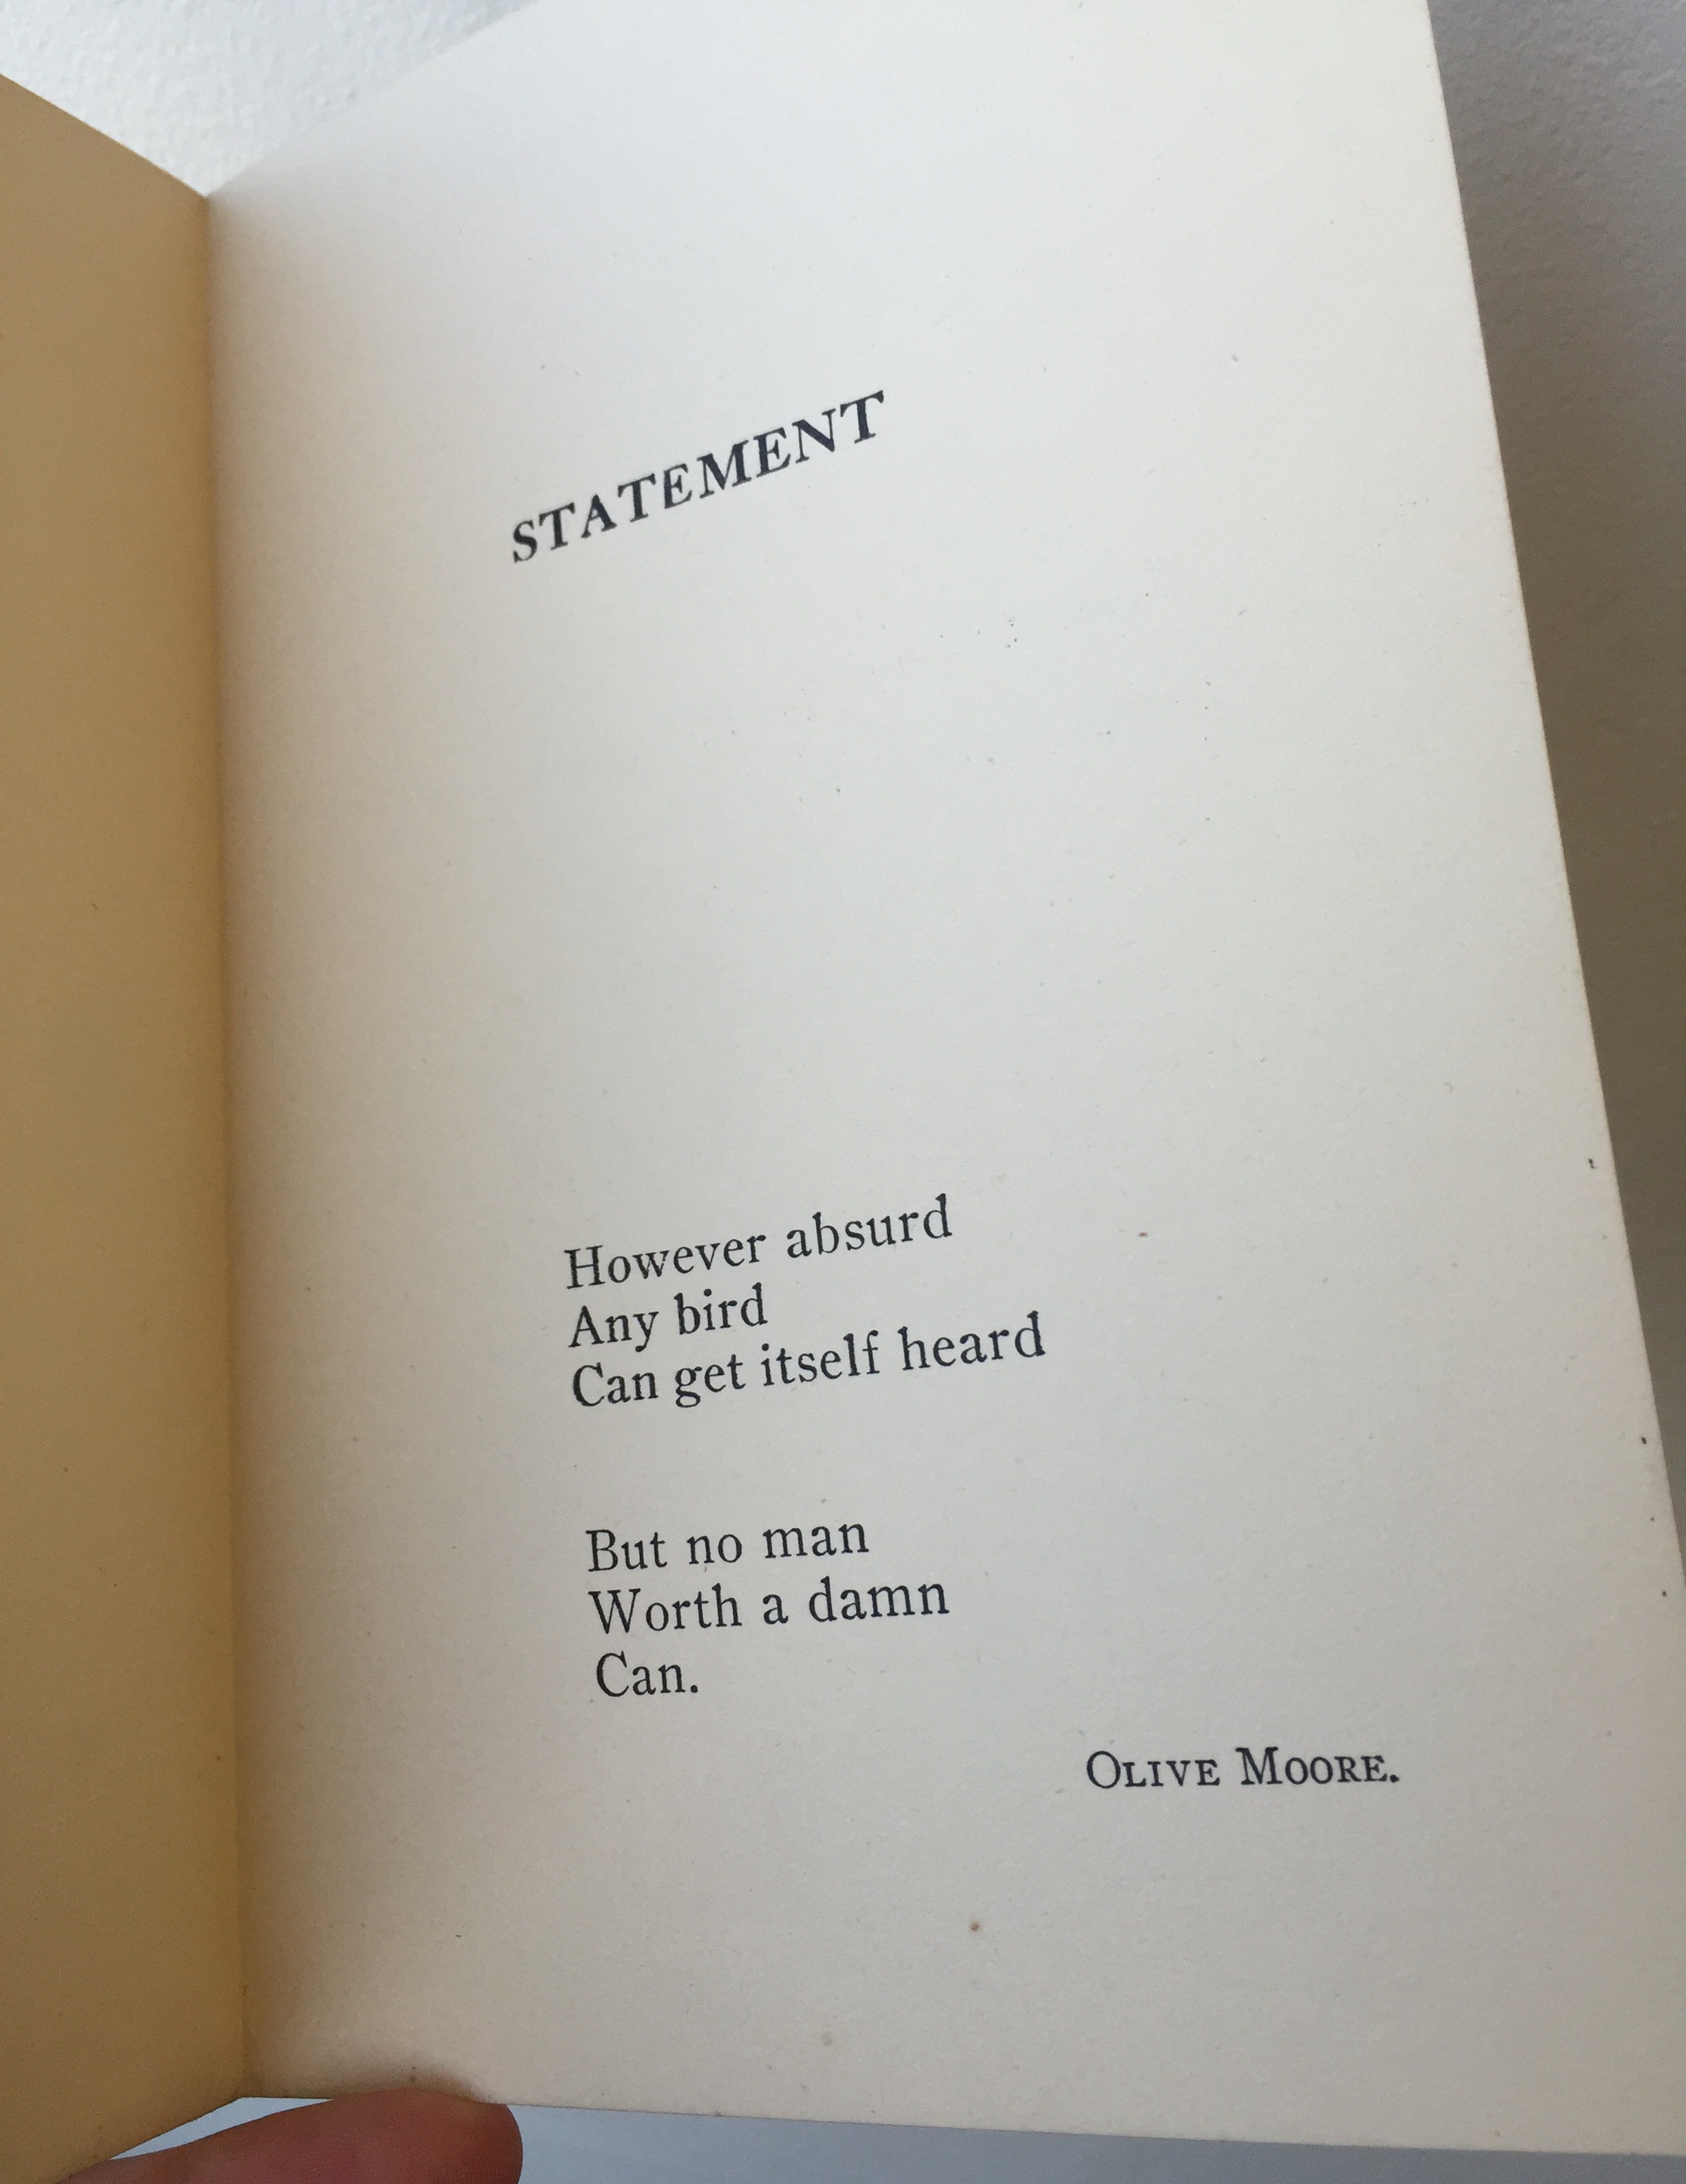 STATEMENT
However absurd
Any bird
Can get itself heard
But no man
Worth a damn
Can.
OLIVE MOORE.